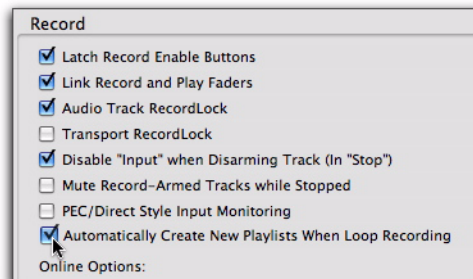 Record
Latch Record Enable Buttons
Link Record and Play Faders
Audio Track RecordLock
Transport RecordLock
Disable "Input" when Disarming Track (In "Stop")
Mute Record-Armed Tracks while Stopped
PEC/Direct Style Input Monitoring
Automatically Create New Playlists When Loop Recording
Online Options: